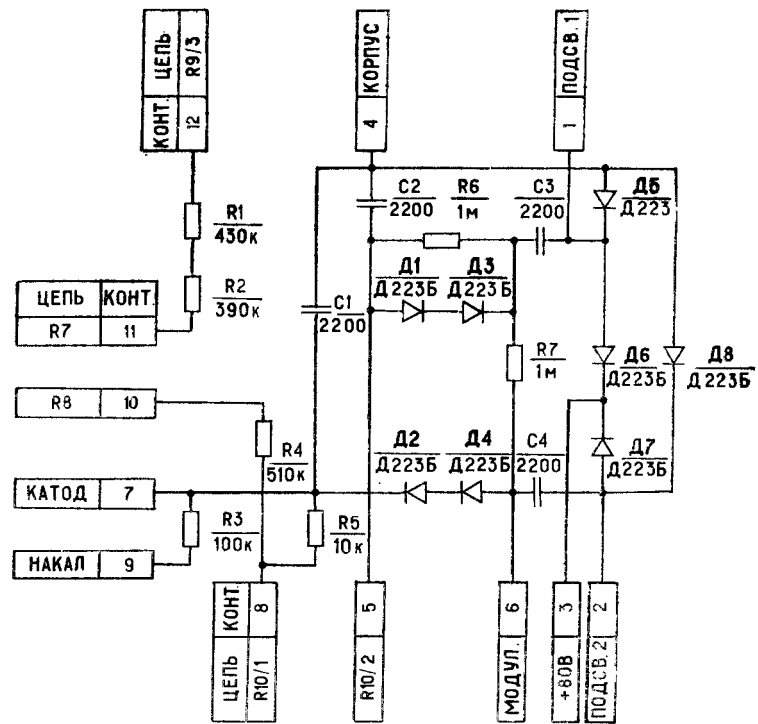 КОНТ. ЦЕПЬ
12 R9/3
4 КОРПУС
1 ПОДСВ.1
R1
430к
R2
390к
ЦЕПЬ КОНТ.
R7 11
R8 10
КАТОД 7
НАКАЛ 9
C1
2200
C2
2200
R6
1м
C3
2200
Д5
Д223
Д1
Д223Б
Д3
Д223Б
R7
1м
Д6
Д223Б
Д8
Д223Б
R4
510к
Д2
Д223Б
Д4
Д223Б
C4
2200
Д7
Д223Б
R3
100к
R5
10к
ЦЕПЬ КОНТ.
R10/1 8
R10/2 5
МОДУЛ. 6
+80В 3
ПОДСВ.2 2